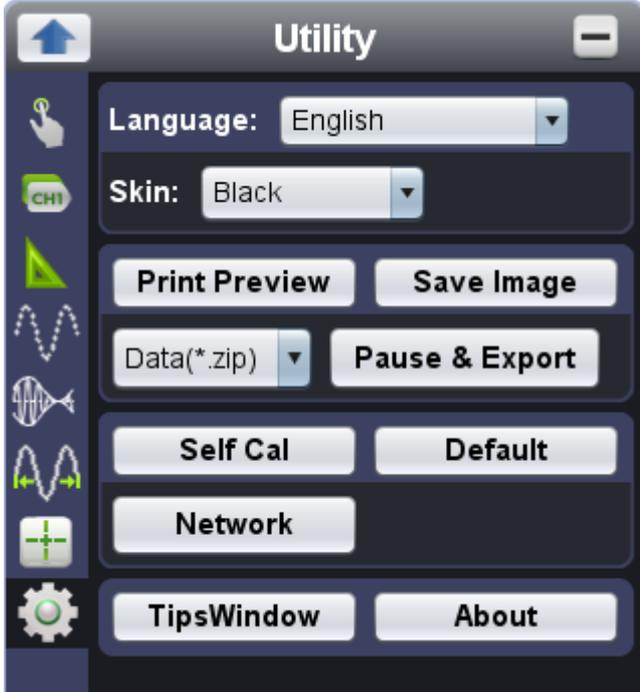 Utility
CH1
Language: English
Skin: Black
Print Preview Save Image
Data(*.zip) Pause & Export
Self Cal Default
Network
TipsWindow About